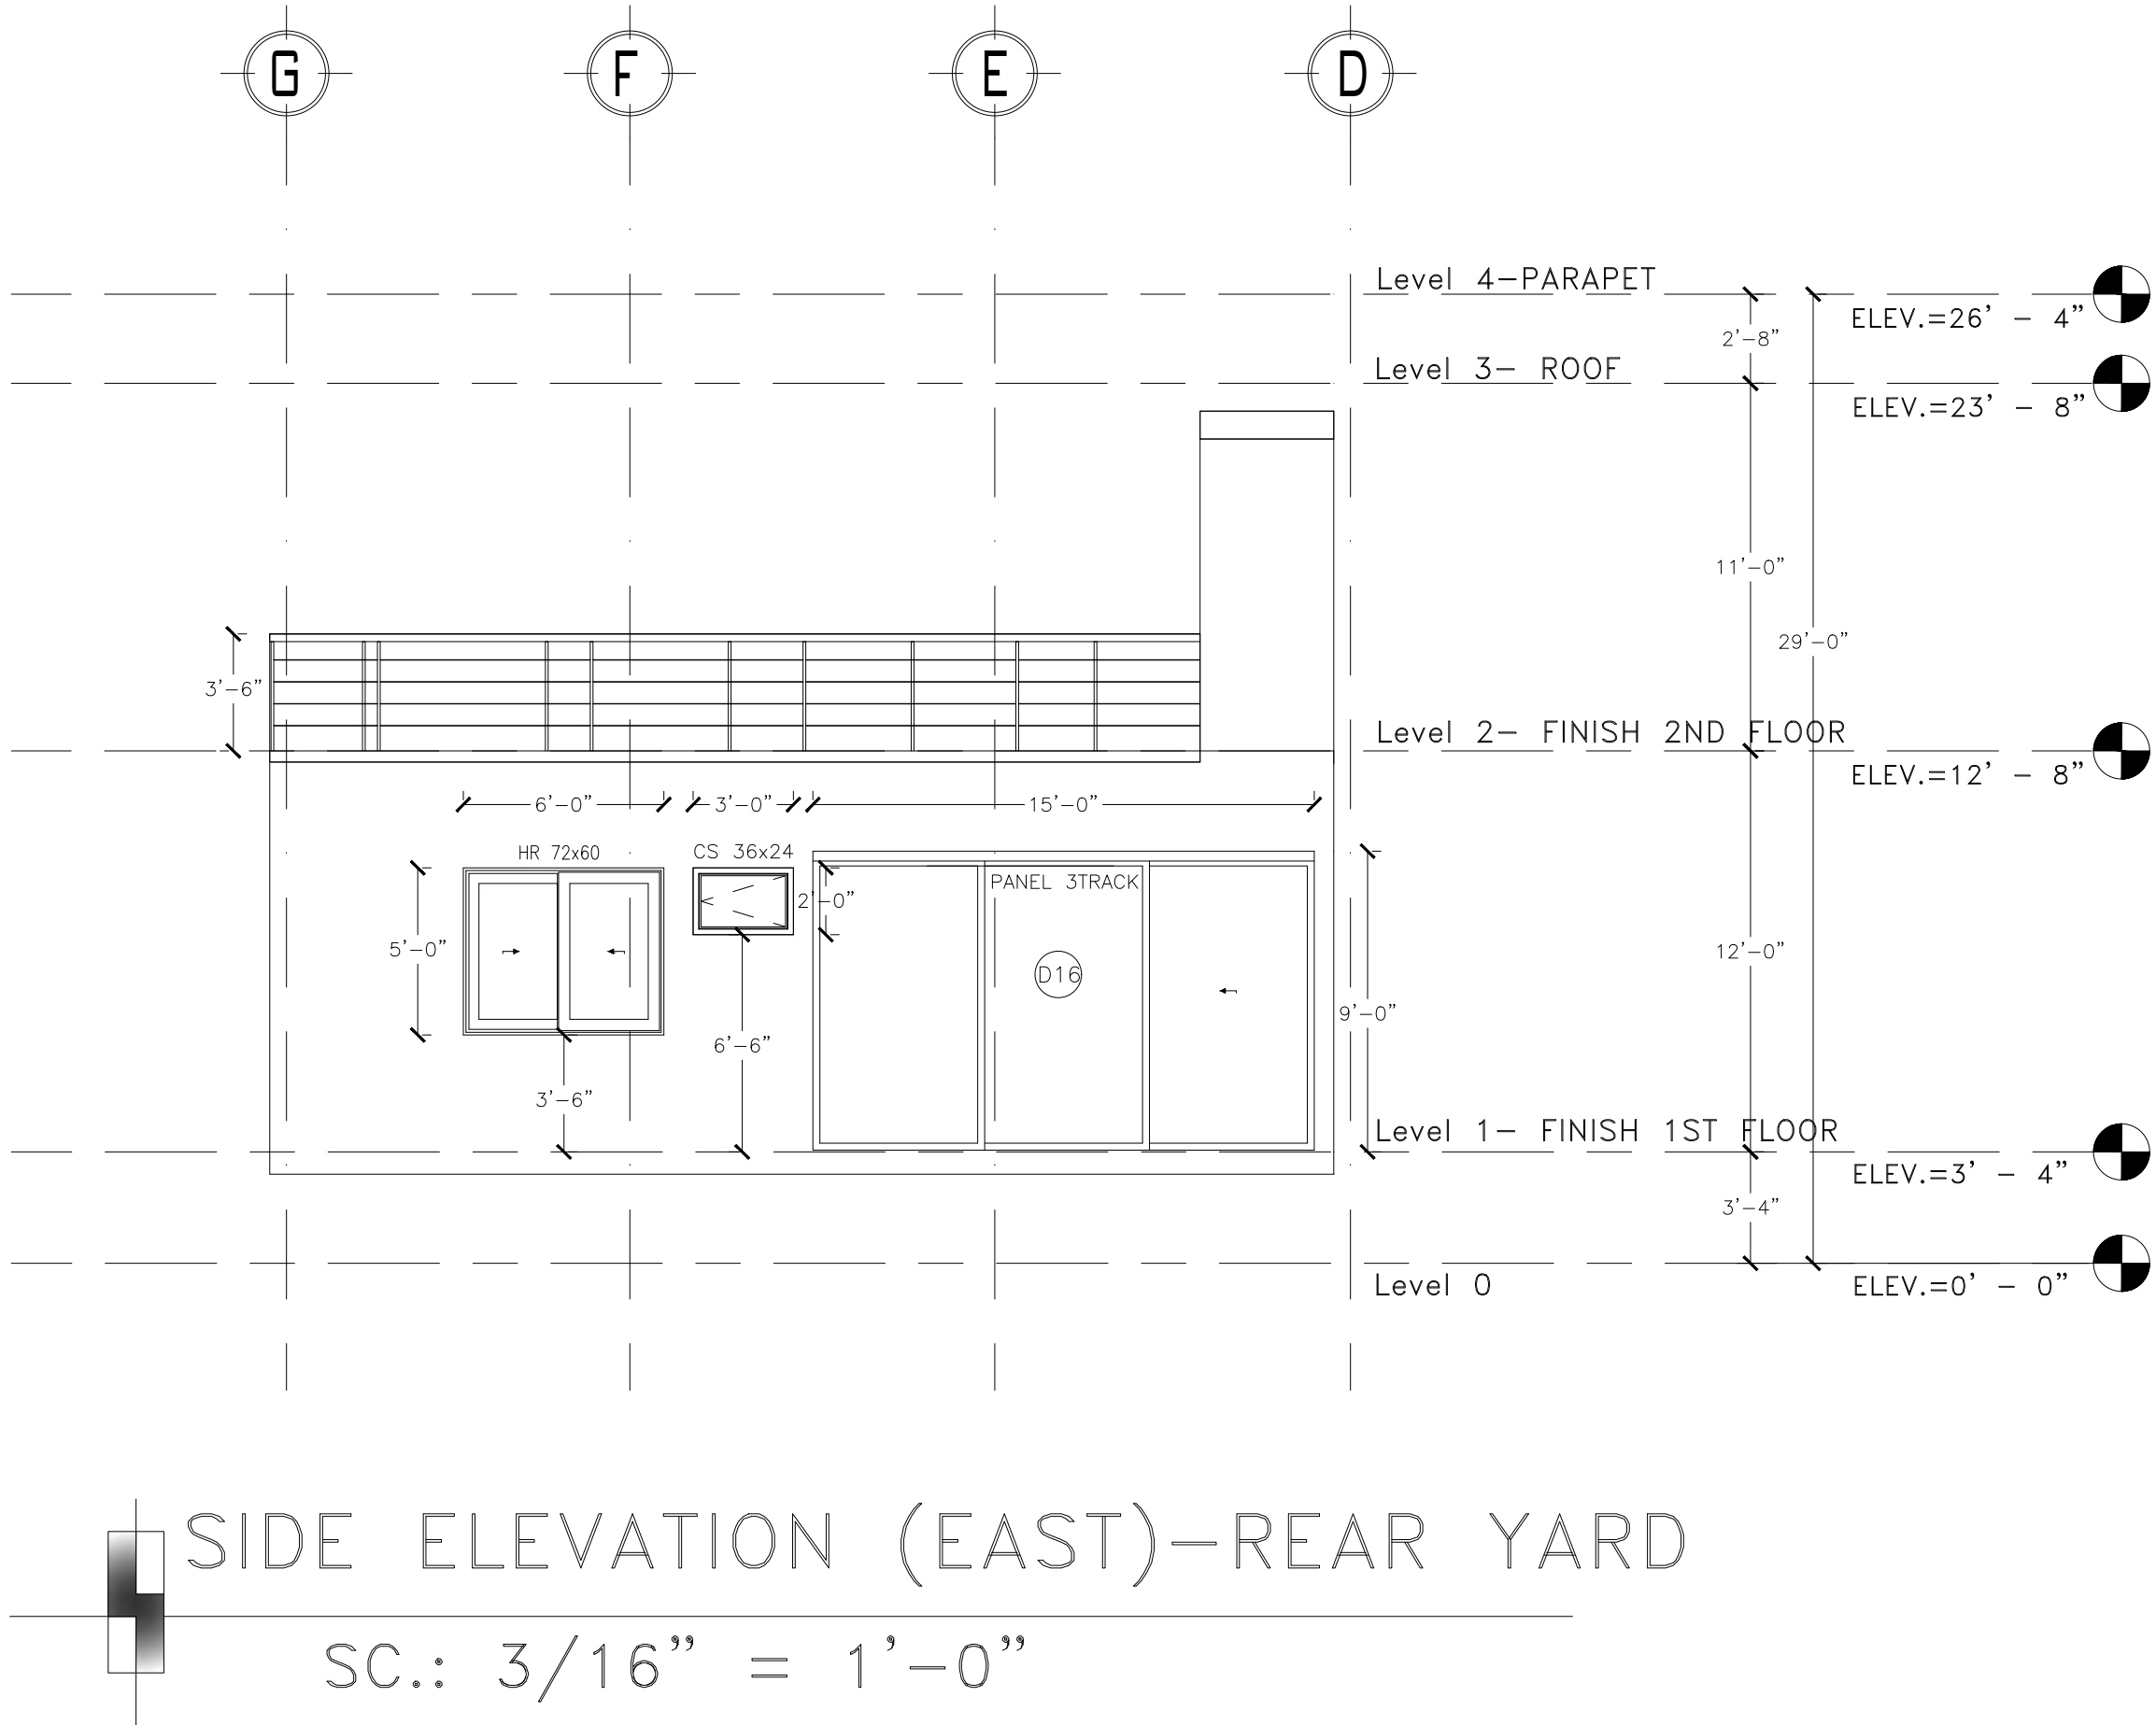 G F E D
Level 4-PARAPET
ELEV.=26' - 4"
2'-8"
Level 3- ROOF
ELEV.=23' - 8"
11'-0"
29'-0"
3'-6"
Level 2- FINISH 2ND FLOOR
ELEV.=12' - 8"
6'-0" 3'-0" 15'-0"
HR 72x60 CS 36x24
PANEL 3TRACK
2'-0"
5'-0"
12'-0"
D16
9'-0"
6'-6"
3'-6"
Level 1- FINISH 1ST FLOOR
ELEV.=3' - 4"
3'-4"
Level 0
ELEV.=0' - 0"
SIDE ELEVATION (EAST)-REAR YARD
SC.: 3/16" = 1'-0"